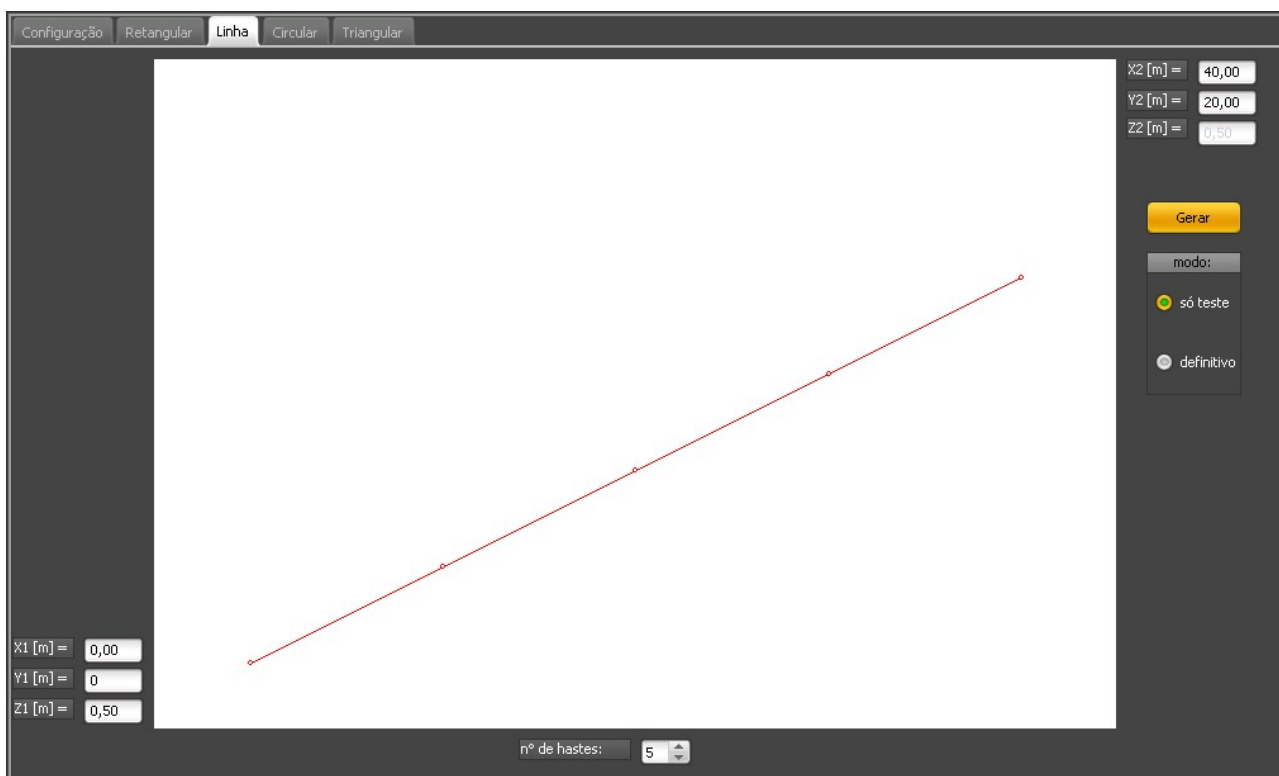 Configuração Retangular Linha Circular Triangular
X2 [m] = 40,00
Y2 [m] = 20,00
Z2 [m] = 0,50
Gerar
modo:
só teste
definitivo
X1 [m] = 0,00
Y1 [m] = 0
Z1 [m] = 0,50
nº de hastes: 5